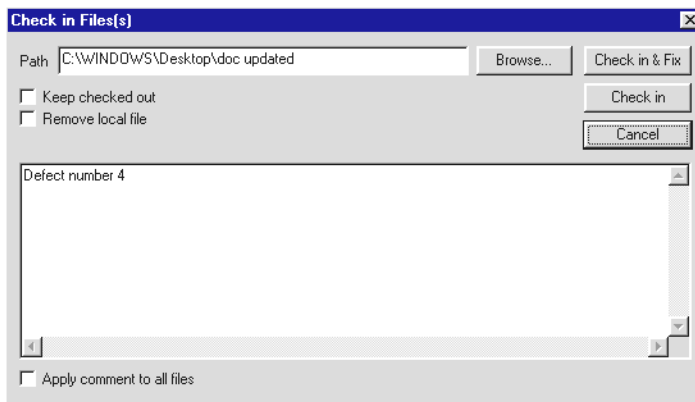 Check in Files(s)
Path C:\WINDOWS\Desktop\doc updated Browse... Check in & Fix
Keep checked out Check in
Remove local file
Cancel
Defect number 4
Apply comment to all files